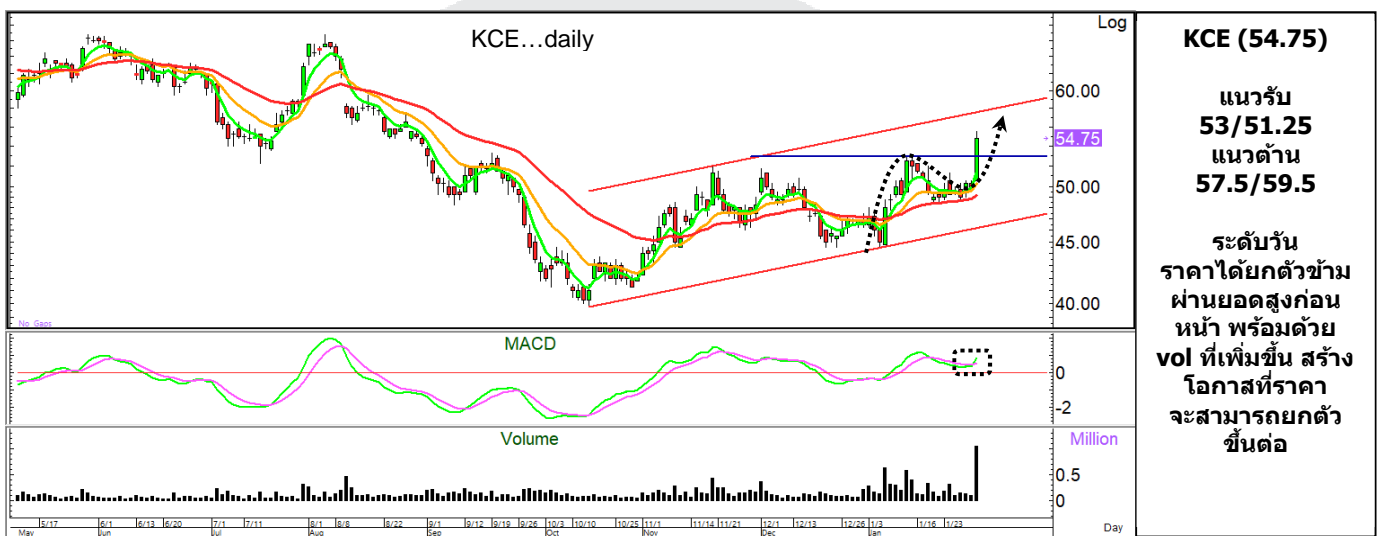 KCE...daily
Log
60.00
54.75
50.00
45.00
40.00
No Gaps
MACD
0
-2
Volume
Million
0.5
0
5/17 6/1 6/13 6/20 7/1 7/11 8/1 8/8 8/22 9/1 9/12 9/19 9/26 10/3 10/10 10/25 11/1 11/14 11/21 12/1 12/13 12/26 1/3 1/16 1/23
Day
May Jun Jul Aug Sep Oct Nov Dec Jan
KCE (54.75)
แนวรับ
53/51.25
แนวต้าน
57.5/59.5
ระดับวัน
ราคาได้ยกตัวข้าม
ผ่านยอดสูงก่อน
หน้า พร้อมด้วย
vol ที่เพิ่มขึ้น สร้าง
โอกาสที่ราคา
จะสามารถยกตัว
ขึ้นต่อ